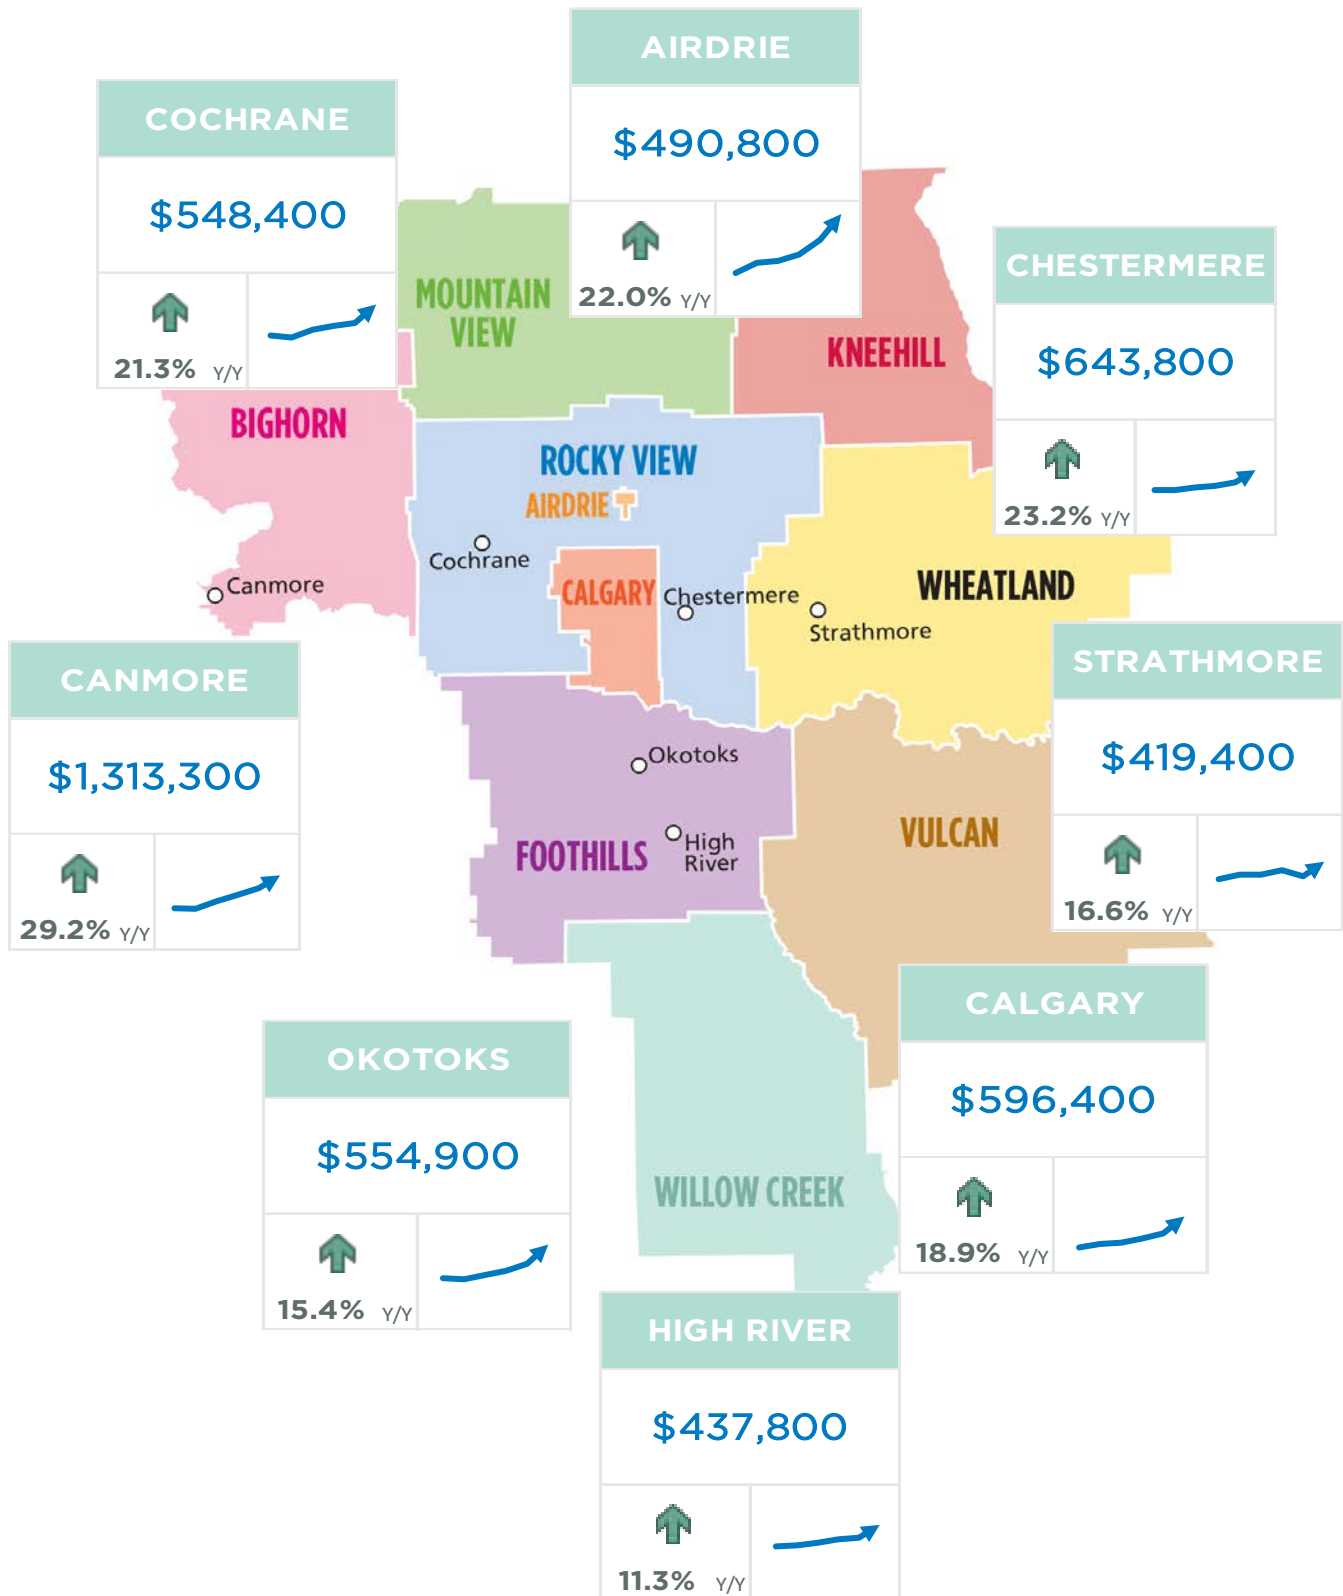 AIRDRIE
$490,800
22.0% Y/Y
COCHRANE
$548,400
21.3% Y/Y
CHESTERMERE
$643,800
23.2% Y/Y
MOUNTAIN
VIEW
KNEEHILL
BIGHORN
ROCKY VIEW
AIRDRIE
Cochrane
CALGARY
Chestermere
Canmore
WHEATLAND
Strathmore
CANMORE
$1,313,300
29.2% Y/Y
STRATHMORE
$419,400
16.6% Y/Y
Okotoks
High
River
FOOTHILLS
VULCAN
CALGARY
$596,400
18.9% Y/Y
OKOTOKS
$554,900
15.4% Y/Y
WILLOW CREEK
HIGH RIVER
$437,800
11.3% Y/Y